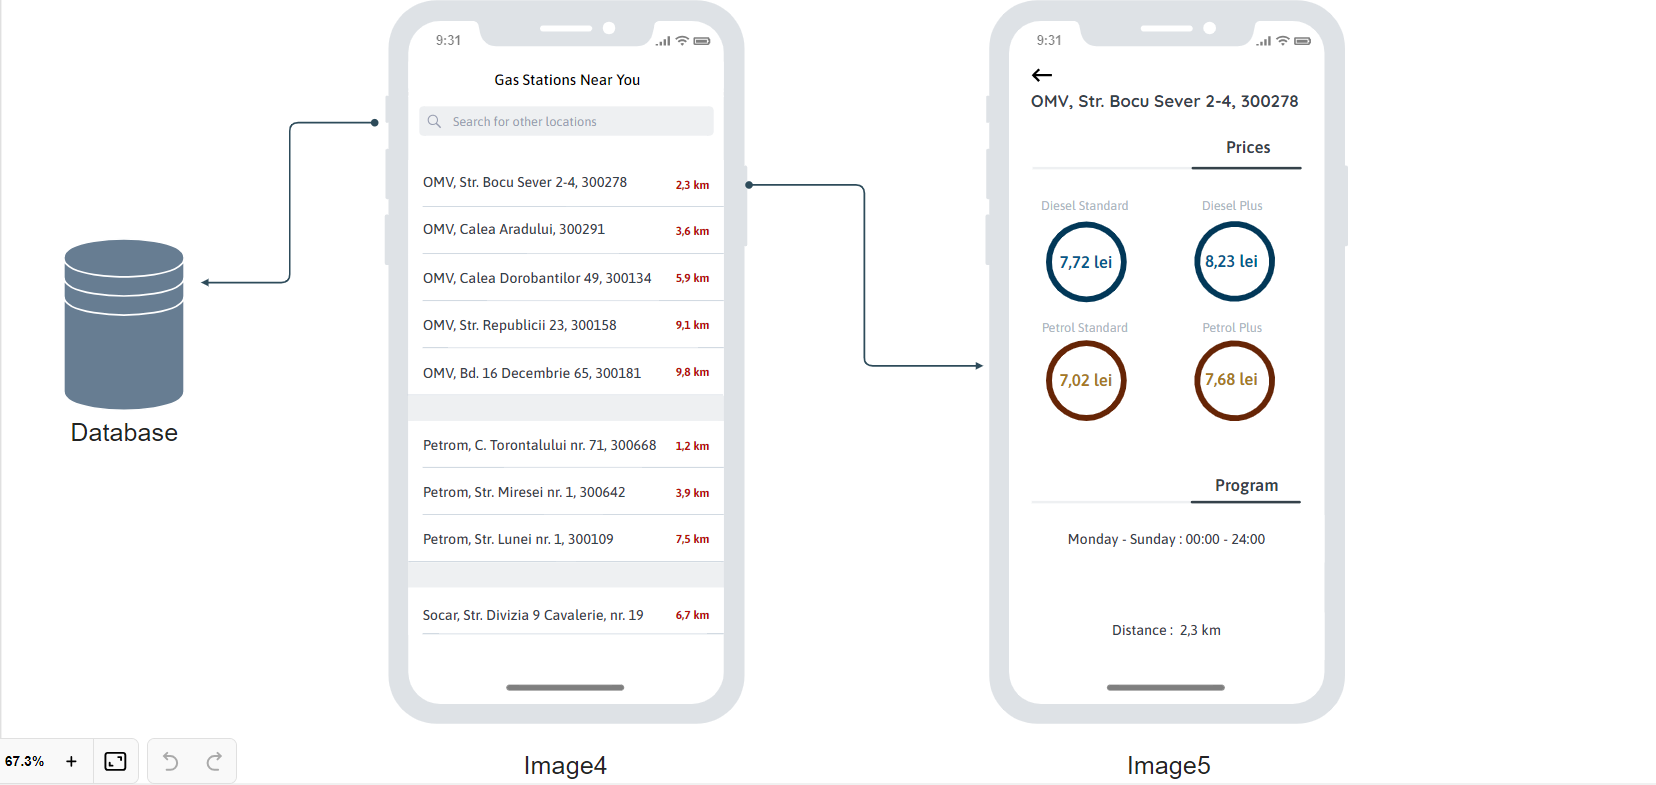 9:31
Gas Stations Near You
Search for other locations
OMV, Str. Bocu Sever 2-4, 300278 2,3 km
OMV, Calea Aradului, 300291 3,6 km
OMV, Calea Dorobantilor 49, 300134 5,9 km
OMV, Str. Republicii 23, 300158 9,1 km
OMV, Bd. 16 Decembrie 65, 300181 9,8 km
Petrom, C. Torontalului nr. 71, 300668 1,2 km
Petrom, Str. Miresei nr. 1, 300642 3,9 km
Petrom, Str. Lunei nr. 1, 300109 7,5 km
Socar, Str. Divizia 9 Cavalerie, nr. 19 6,7 km
9:31
OMV, Str. Bocu Sever 2-4, 300278
Prices
Diesel Standard Diesel Plus
7,72 lei 8,23 lei
Petrol Standard Petrol Plus
7,02 lei 7,68 lei
Program
Monday - Sunday : 00:00 - 24:00
Distance : 2,3 km
Database
Image4
Image5
67.3% +